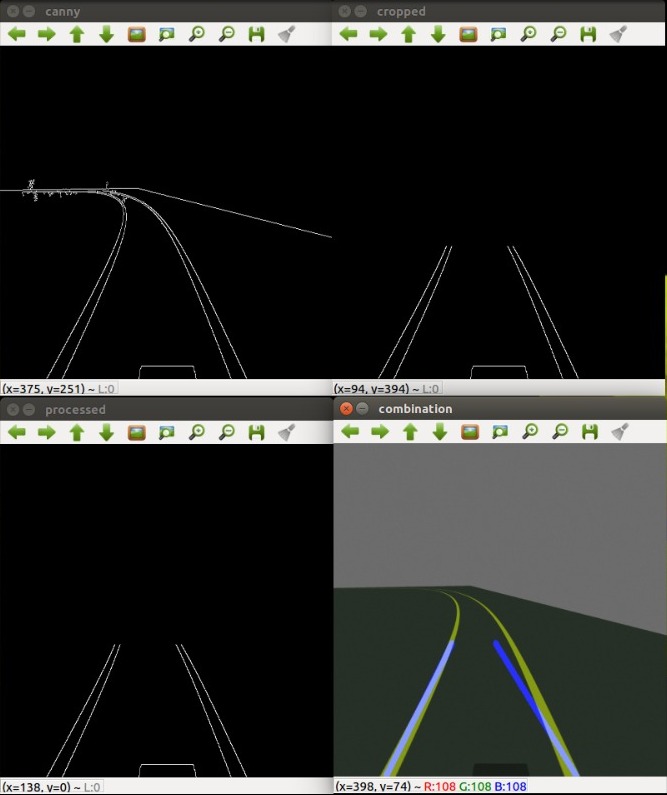 canny
cropped
(x=375, y=251) ~ L:0
(x=94, y=394) ~ L:0
processed
combination
(x=138, y=0) ~ L:0
(x=398, y=74) ~ R:108 G:108 B:108